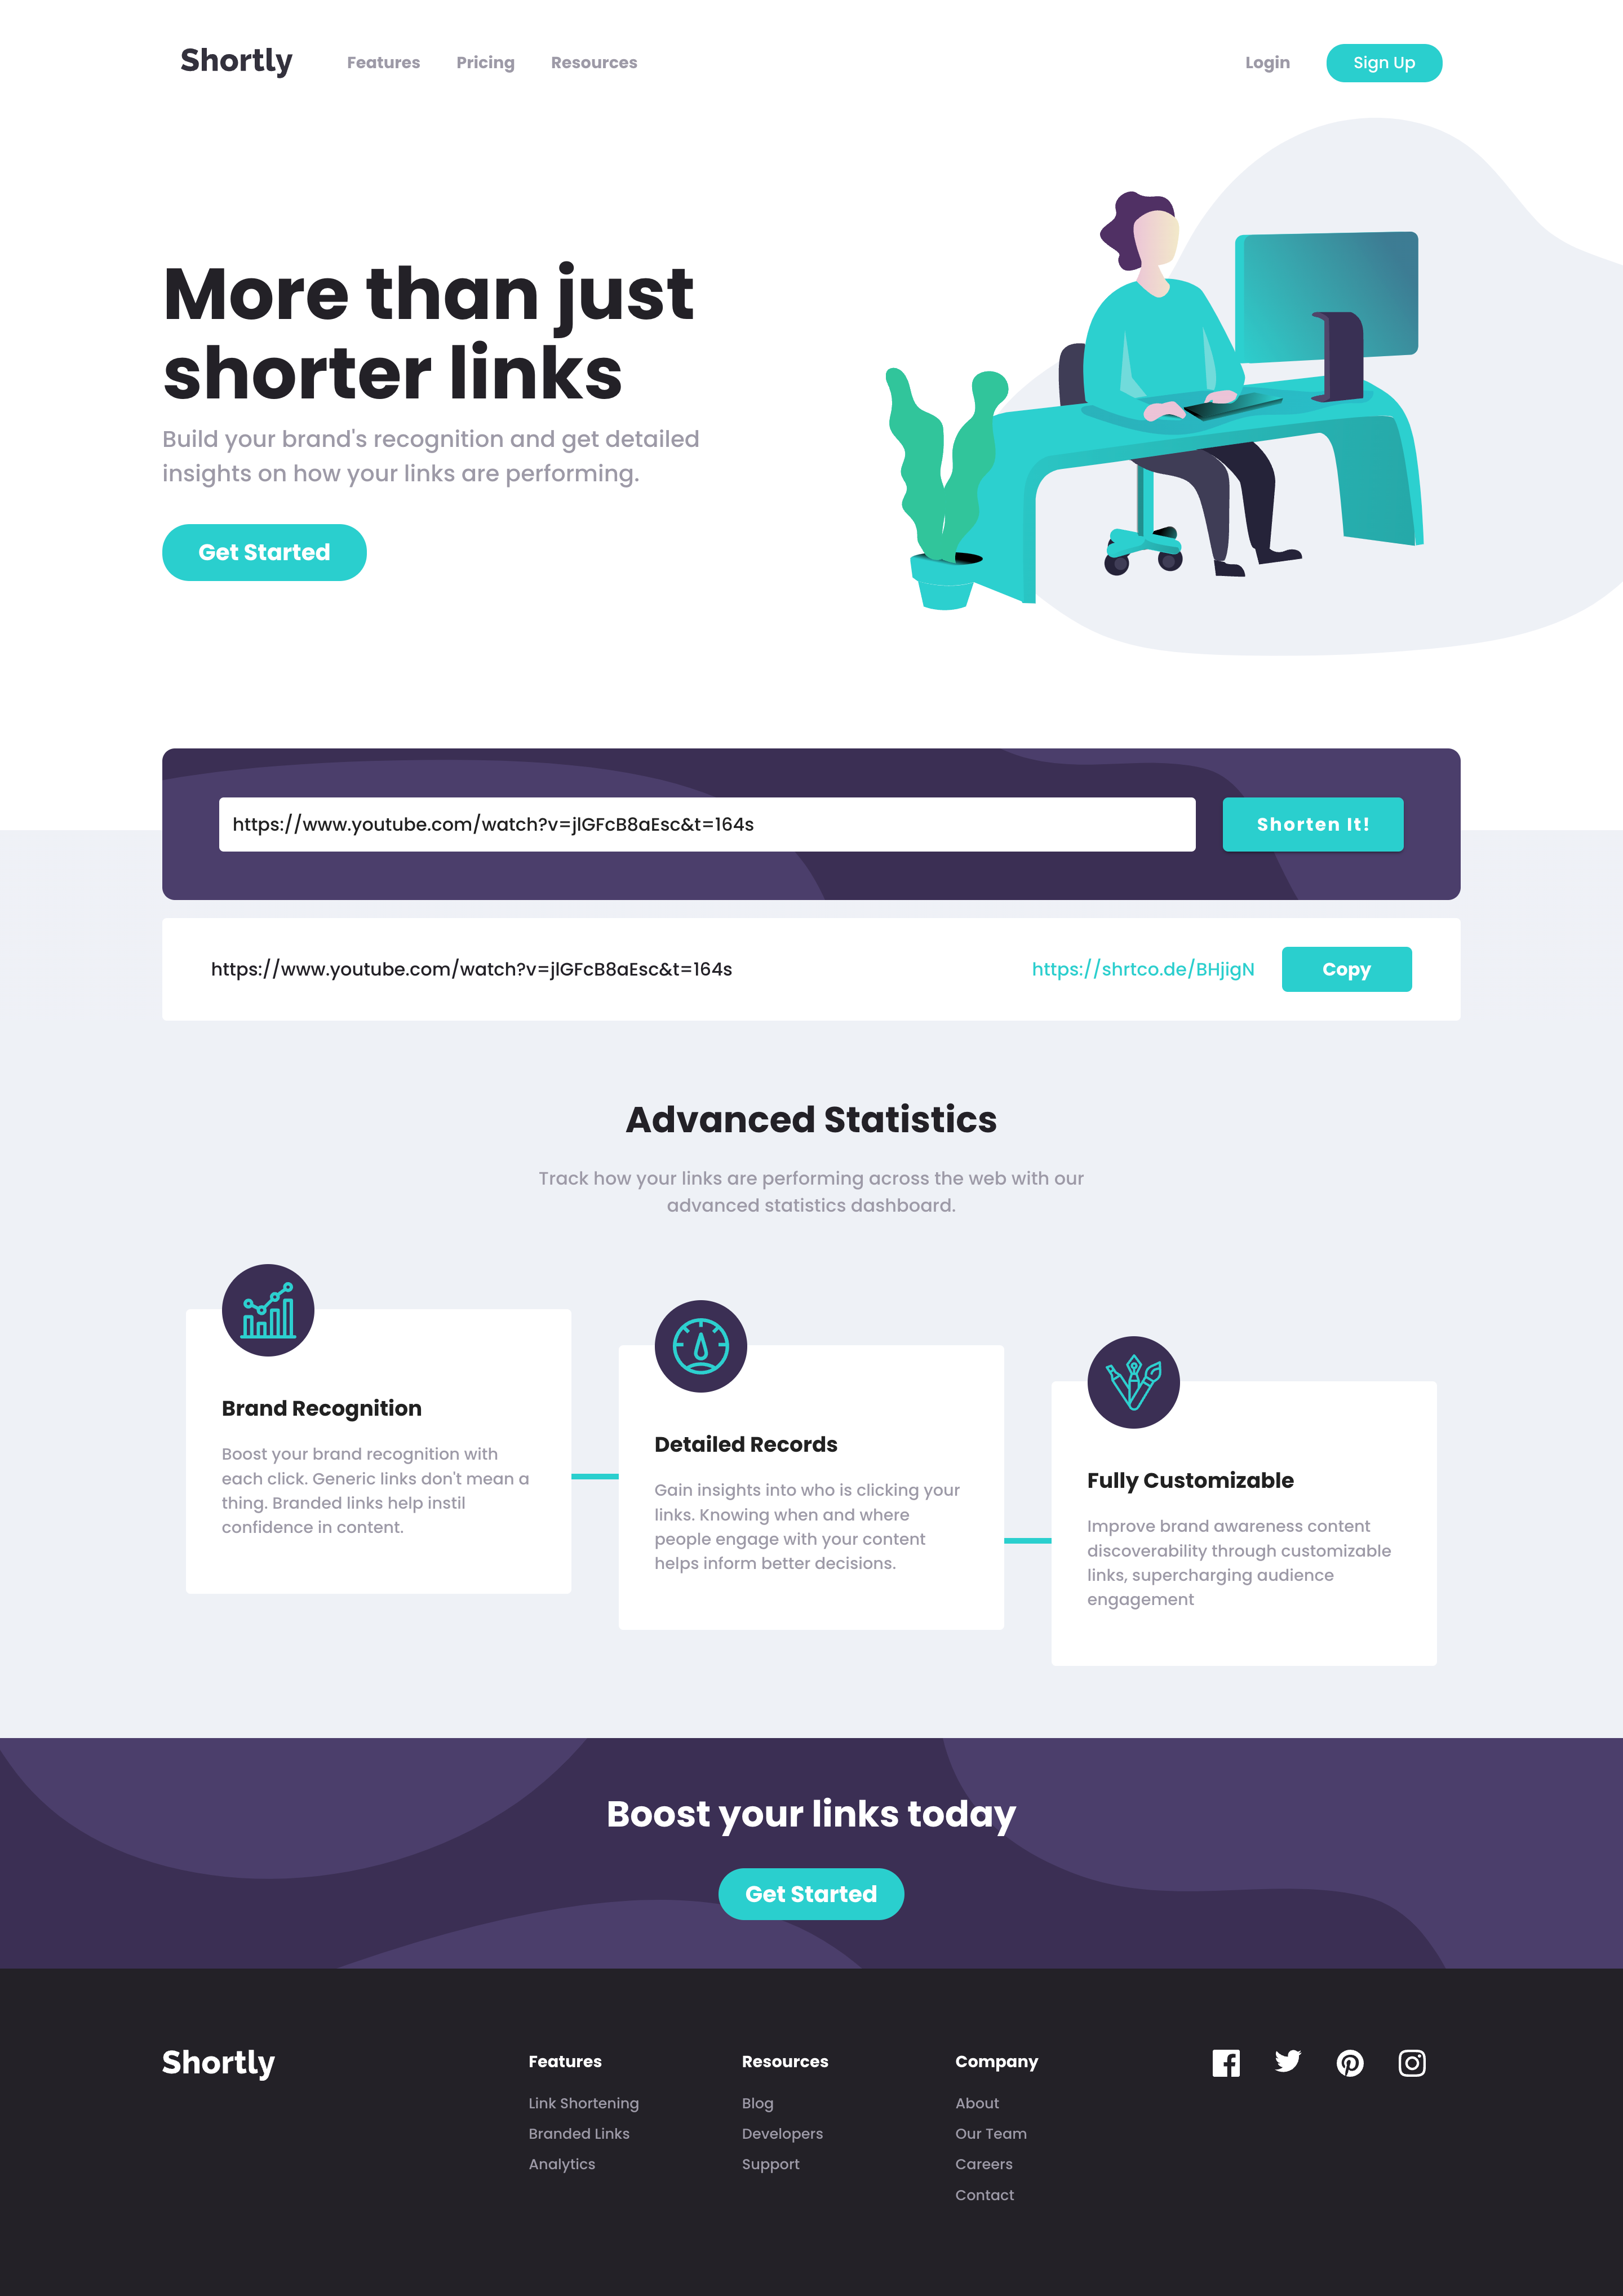 Shortly
Features
Pricing
Resources
Login
Sign Up
More than just
shorter links
Build your brand's recognition and get detailed
insights on how your links are performing.
Get Started
https://www.youtube.com/watch?v=jlGFcB8aEsc&t=164s
Shorten It!
https://www.youtube.com/watch?v=jlGFcB8aEsc&t=164s
https://shrtco.de/BHjigN
Copy
Advanced Statistics
Track how your links are performing across the web with our
advanced statistics dashboard.
Brand Recognition
Boost your brand recognition with
each click. Generic links don't mean a
thing. Branded links help instil
confidence in content.
Detailed Records
Gain insights into who is clicking your
links. Knowing when and where
people engage with your content
helps inform better decisions.
Fully Customizable
Improve brand awareness content
discoverability through customizable
links, supercharging audience
engagement
Boost your links today
Get Started
Shortly
Features
Link Shortening
Branded Links
Analytics
Resources
Blog
Developers
Support
Company
About
Our Team
Careers
Contact